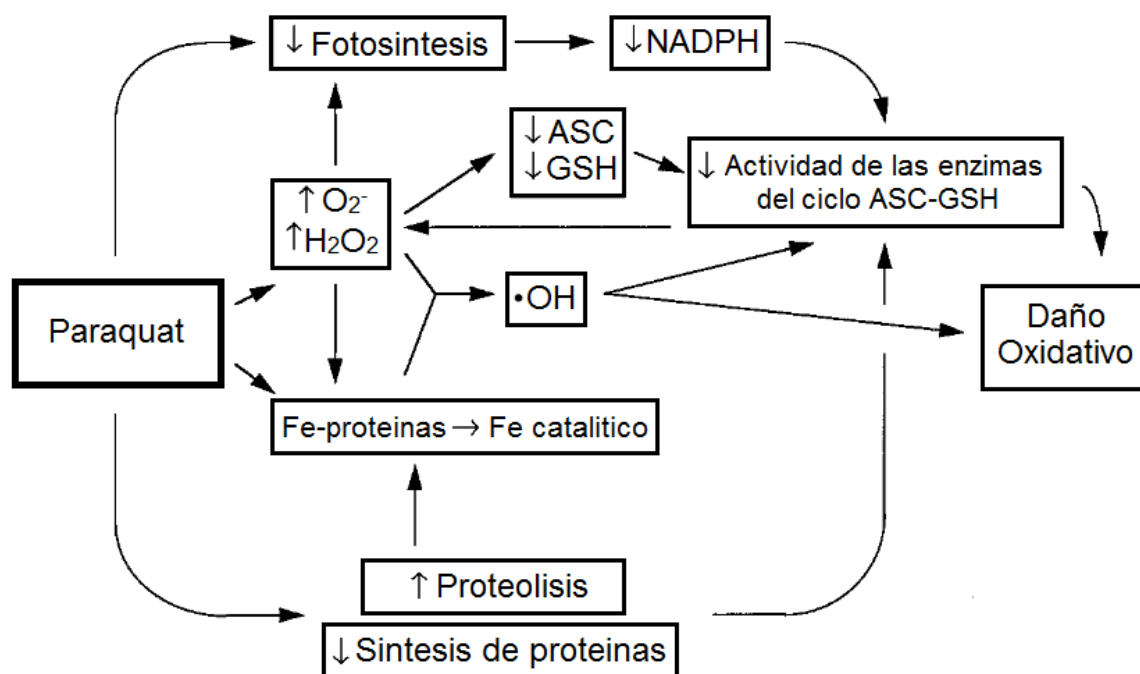 ↓ Fotosintesis → ↓NADPH
↓ ASC
↓GSH
↓ Actividad de las enzimas
del ciclo ASC-GSH
↑ O₂⁻
↑H₂O₂
•OH
Paraquat
Daño
Oxidativo
Fe-proteinas → Fe catalitico
↑ Proteolisis
↓ Sintesis de proteinas